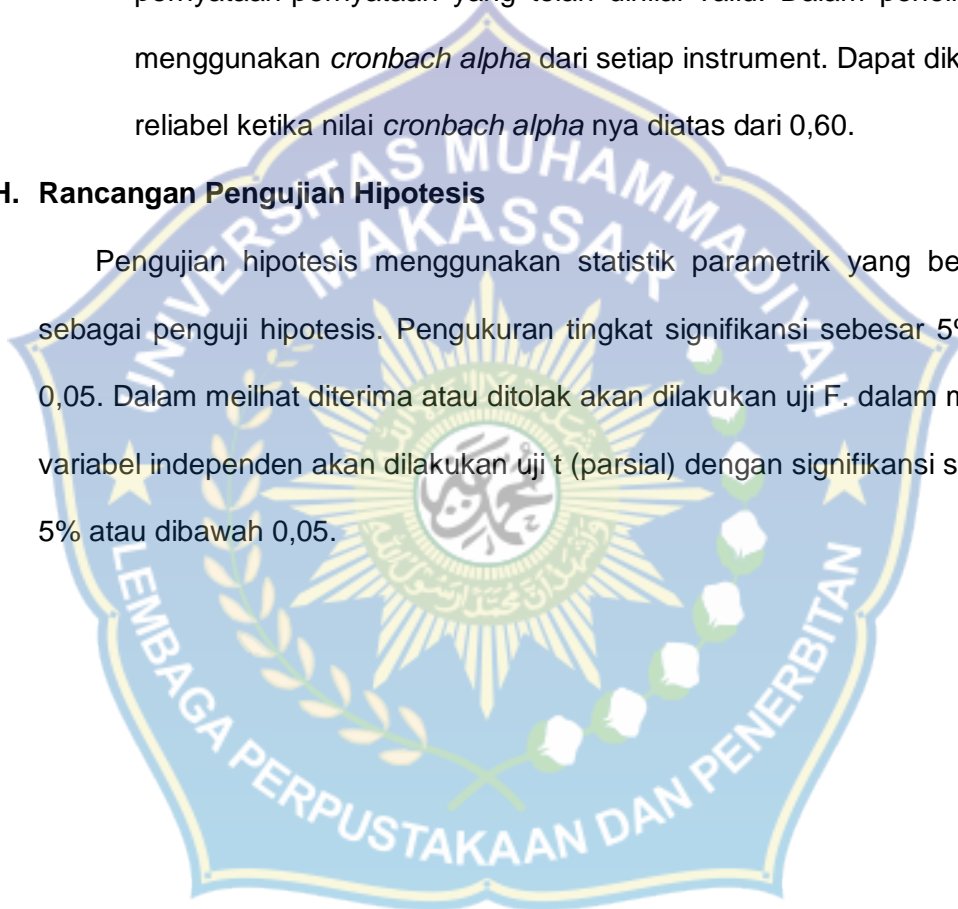 pernyataan-pernyataan yang telah dinilai valid. Dalam
menggunakan cronbach alpha dari setiap instrument. Dapat dik
reliabel ketika nilai cronbach alpha nya diatas dari 0,60.
H. Rancangan Pengujian Hipotesis
Pengujian hipotesis menggunakan statistik parametrik yang be
sebagai penguji hipotesis. Pengukuran tingkat signifikansi sebesar 5%
0,05. Dalam meilhat diterima atau ditolak akan dilakukan uji F. dalam m
variabel independen akan dilakukan uji t (parsial) dengan signifikansi s
5% atau dibawah 0,05.
UNIVERSITAS MUHAMMADIYAH
MAKASSAR
LEMBAGA PERPUSTAKAAN DAN PENERBITAN